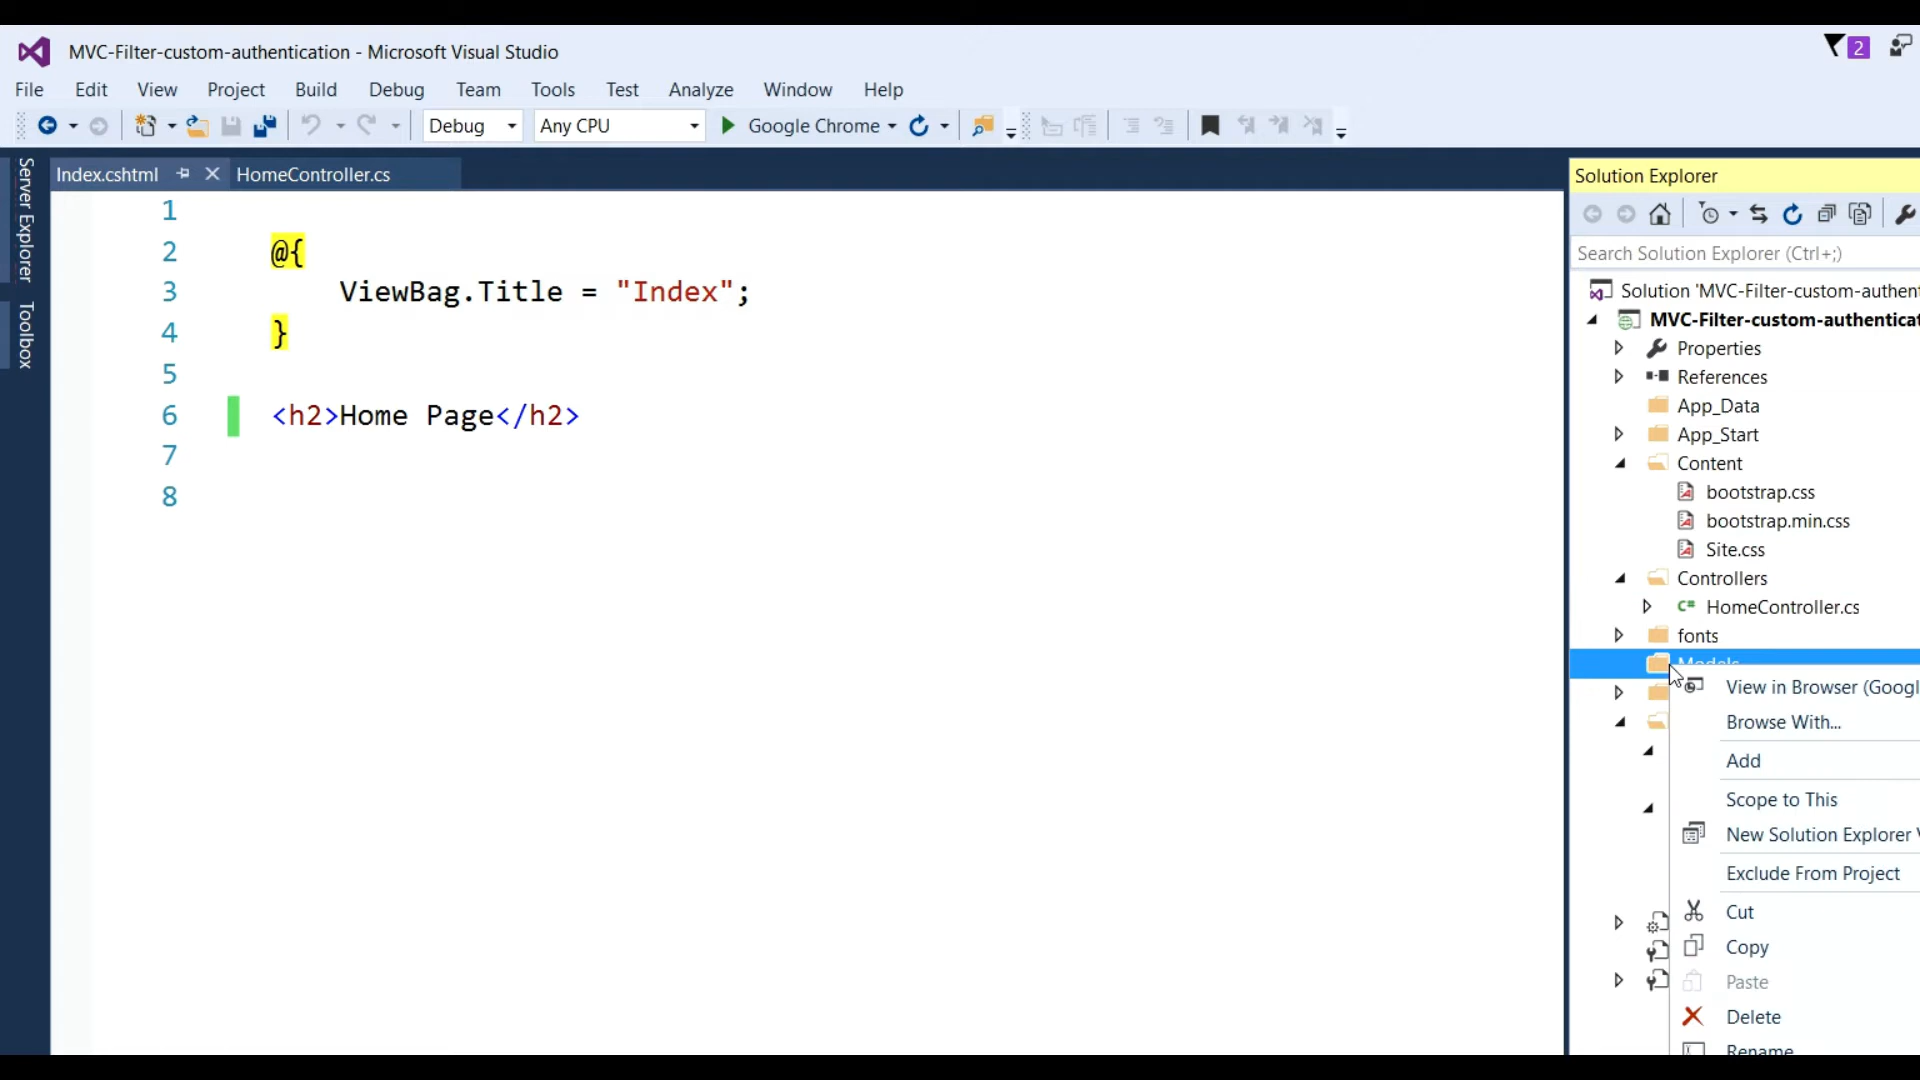 MVC-Filter-custom-authentication - Microsoft Visual Studio
2
File Edit View Project Build Debug Team Tools Test Analyze Window Help
Debug Any CPU Google Chrome
Server Explorer
Toolbox
Index.cshtml HomeController.cs
1
2 @{
3 ViewBag.Title = "Index";
4 }
5
6 <h2>Home Page</h2>
7
8
Solution Explorer
Search Solution Explorer (Ctrl+;)
Solution 'MVC-Filter-custom-authent
MVC-Filter-custom-authenticat
Properties
References
App_Data
App_Start
Content
bootstrap.css
bootstrap.min.css
Site.css
Controllers
HomeController.cs
fonts
Models
View in Browser (Googl
Browse With...
Add
Scope to This
New Solution Explorer V
Exclude From Project
Cut
Copy
Paste
Delete
Rename